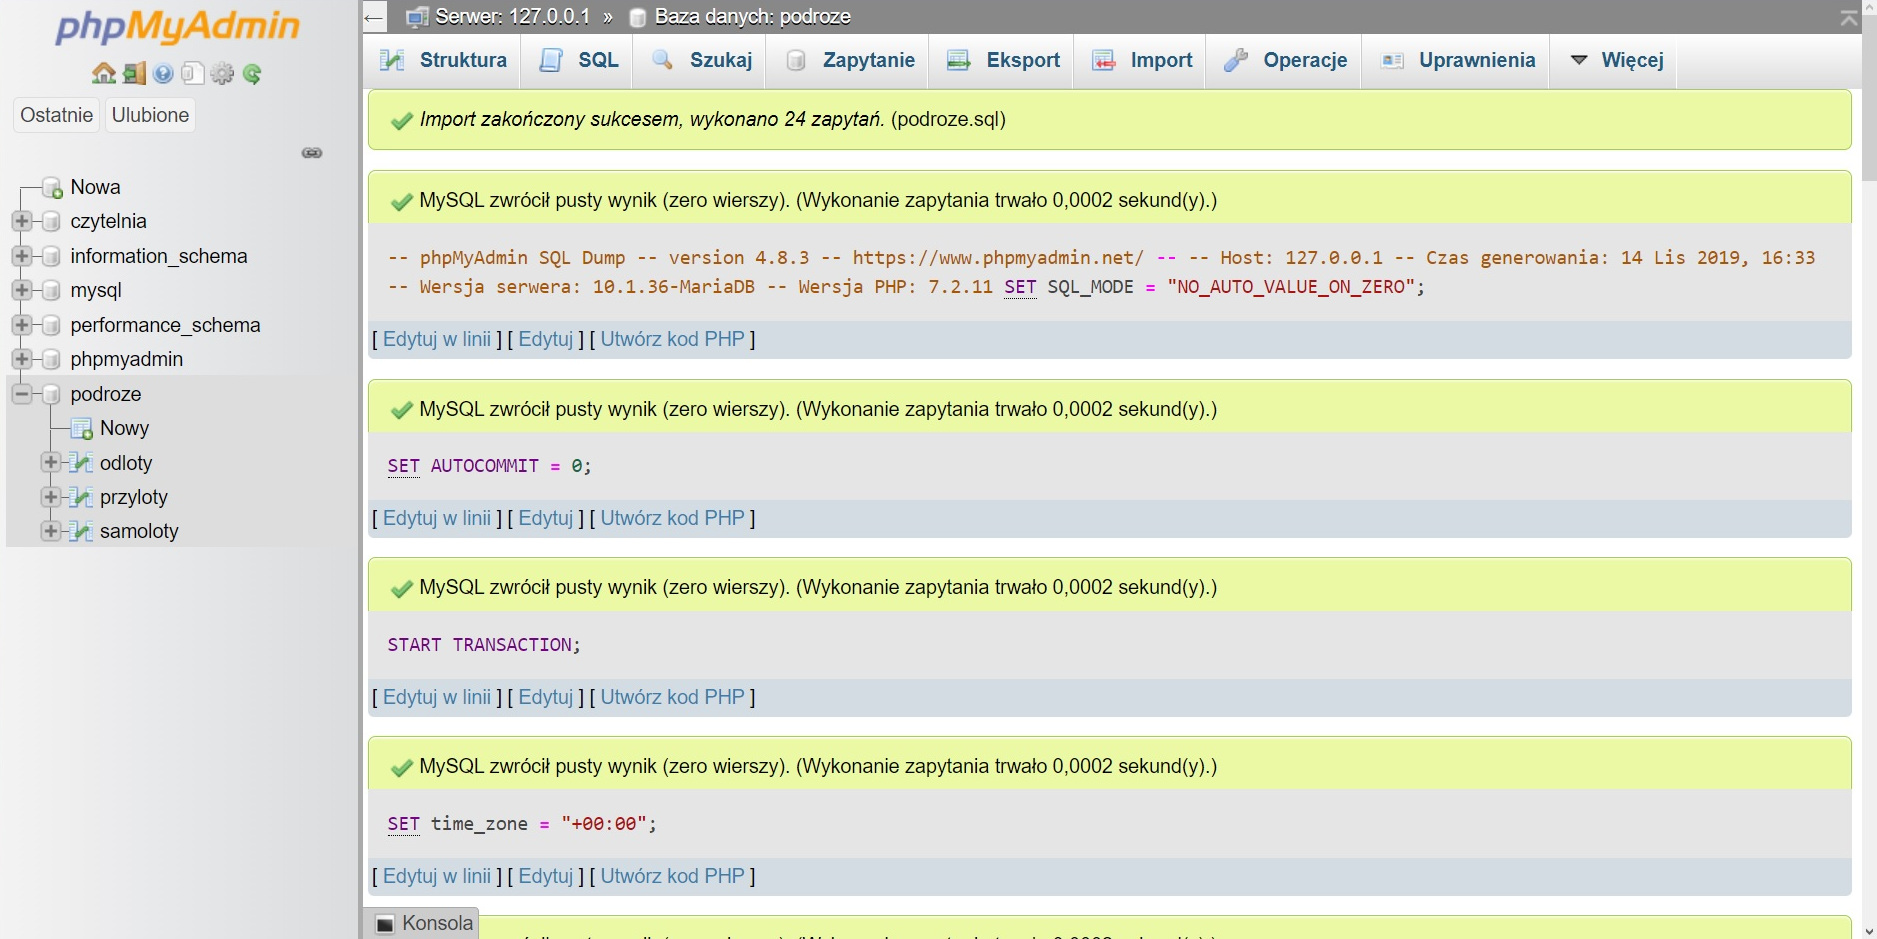 phpMyAdmin
Ostatnie Ulubione
Nowa
czytelnia
information_schema
mysql
performance_schema
phpmyadmin
podroze
Nowy
odloty
przyloty
samoloty
Serwer: 127.0.0.1 » Baza danych: podroze
Struktura SQL Szukaj Zapytanie Eksport Import Operacje Uprawnienia Więcej
Import zakończony sukcesem, wykonano 24 zapytań. (podroze.sql)
MySQL zwrócił pusty wynik (zero wierszy). (Wykonanie zapytania trwało 0,0002 sekund(y).)
-- phpMyAdmin SQL Dump -- version 4.8.3 -- https://www.phpmyadmin.net/ -- -- Host: 127.0.0.1 -- Czas generowania: 14 Lis 2019, 16:33
-- Wersja serwera: 10.1.36-MariaDB -- Wersja PHP: 7.2.11 SET SQL_MODE = "NO_AUTO_VALUE_ON_ZERO";
[ Edytuj w linii ] [ Edytuj ] [ Utwórz kod PHP ]
MySQL zwrócił pusty wynik (zero wierszy). (Wykonanie zapytania trwało 0,0002 sekund(y).)
SET AUTOCOMMIT = 0;
[ Edytuj w linii ] [ Edytuj ] [ Utwórz kod PHP ]
MySQL zwrócił pusty wynik (zero wierszy). (Wykonanie zapytania trwało 0,0002 sekund(y).)
START TRANSACTION;
[ Edytuj w linii ] [ Edytuj ] [ Utwórz kod PHP ]
MySQL zwrócił pusty wynik (zero wierszy). (Wykonanie zapytania trwało 0,0002 sekund(y).)
SET time_zone = "+00:00";
[ Edytuj w linii ] [ Edytuj ] [ Utwórz kod PHP ]
Konsola